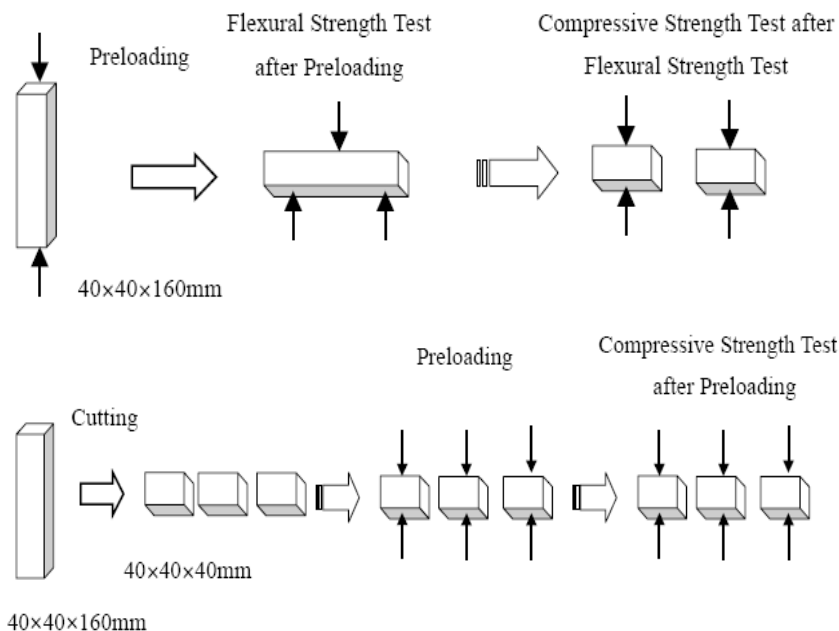 Preloading
Flexural Strength Test
after Preloading
Compressive Strength Test after
Flexural Strength Test
40×40×160mm
Cutting
Preloading
Compressive Strength Test
after Preloading
40×40×40mm
40×40×160mm